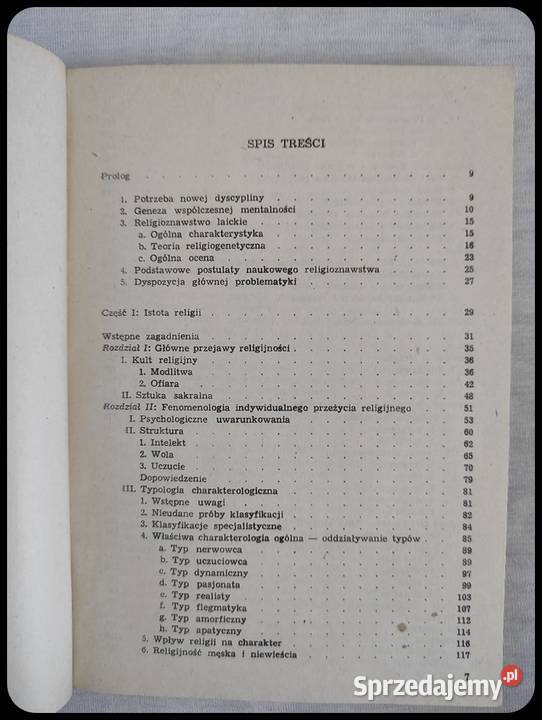 SPIS TREŚCI
Prolog . . . . . . . . . . . . 9
1. Potrzeba nowej dyscypliny . . . . . . . 9
2. Geneza współczesnej mentalności . . . . . . 10
3. Religioznawstwo laickie . . . . . . . 15
a. Ogólna charakterystyka . . . . . . . 15
b. Teoria religiogenetyczna . . . . . . . 16
c. Ogólna ocena . . . . . . . . 23
4. Podstawowe postulaty naukowego religioznawstwa . . . 25
5. Dyspozycja głównej problematyki . . . . . . 27
Część I: Istota religii . . . . . . . . . 29
Wstępne zagadnienia . . . . . . . . . 31
Rozdział I: Główne przejawy religijności . . . . . . 35
I. Kult religijny . . . . . . . . . 36
1. Modlitwa . . . . . . . . . 36
2. Ofiara . . . . . . . . . 42
II. Sztuka sakralna . . . . . . . . . 48
Rozdział II: Fenomenologia indywidualnego przeżycia religijnego . 51
I. Psychologiczne uwarunkowania . . . . . . 53
II. Struktura . . . . . . . . . 60
1. Intelekt . . . . . . . . . 62
2. Wola . . . . . . . . . 65
3. Uczucie . . . . . . . . . 70
Dopowiedzenie . . . . . . . . 79
III. Typologia charakterologiczna . . . . . . 81
1. Wstępne uwagi . . . . . . . . 81
2. Nieudane próby klasyfikacji . . . . . . 82
3. Klasyfikacje specjalistyczne . . . . . . 84
4. Właściwa charakterologia ogólna — oddziaływanie typów . 85
a. Typ nerwowca . . . . . . . . 89
b. Typ uczuciowca . . . . . . . 89
c. Typ dynamiczny . . . . . . . 97
d. Typ pasjonata . . . . . . . 99
e. Typ realisty . . . . . . . . 103
f. Typ flegmatyka . . . . . . . 107
g. Typ amorficzny . . . . . . . 112
h. Typ apatyczny . . . . . . . 114
5. Wpływ religii na charakter . . . . . . 116
6. Religijność męska i niewieścia . . . . . . 117
7
Sprzedajemy.pl